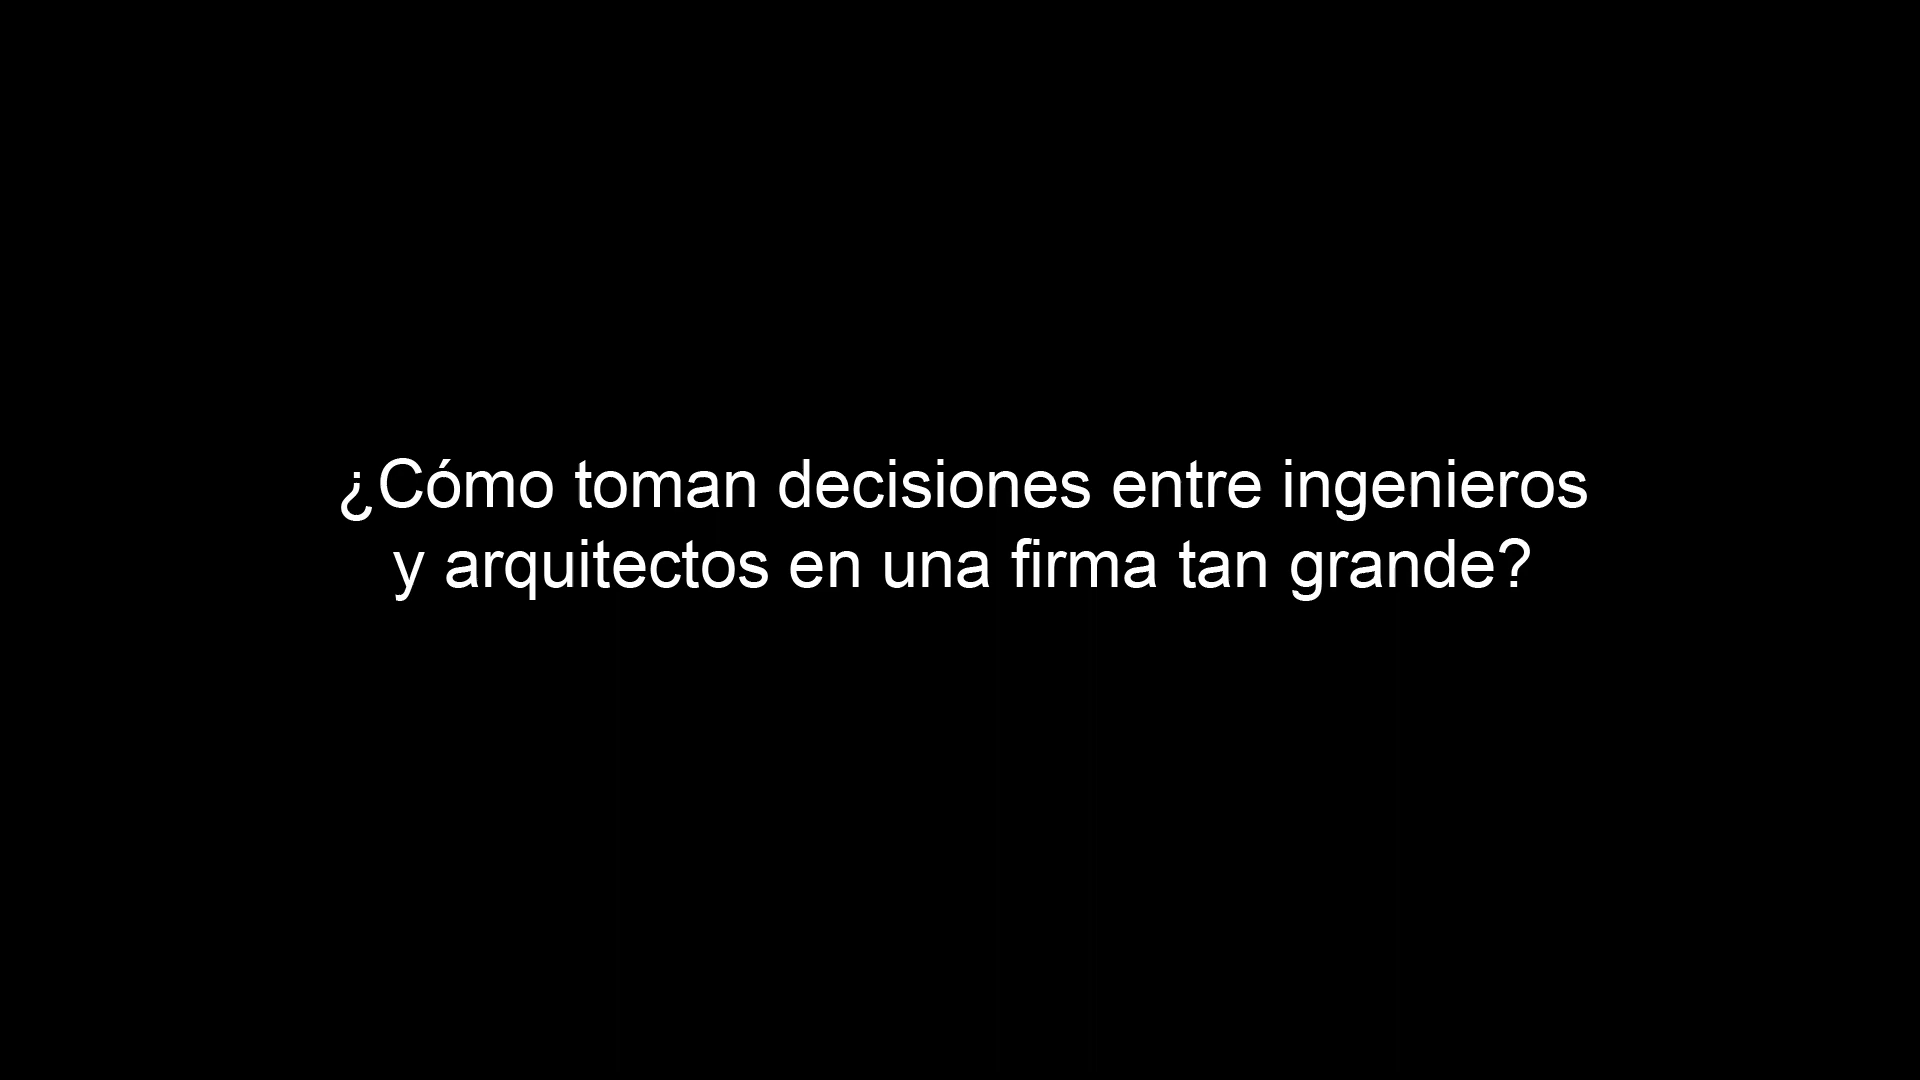 ¿Cómo toman decisiones entre ingenieros
y arquitectos en una firma tan grande?